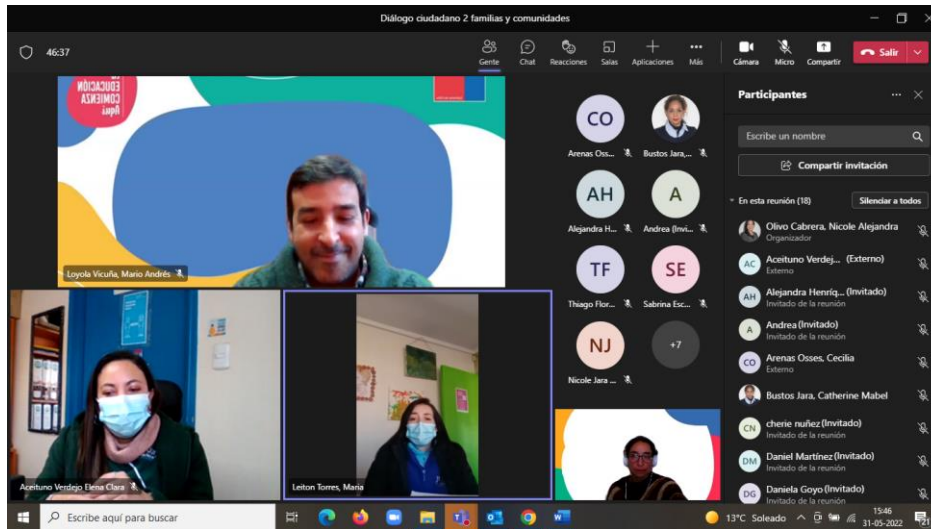 Diálogo ciudadano 2 familias y comunidades
46:37
Gente
Chat
Reacciones
Salas
Aplicaciones
Más
Cámara
Micro
Compartir
Salir
EDUCACIÓN
COMIENZA
Aquí
Loyola Vicuña, Mario Andrés
Aceituno Verdejo Elena Clara
Leiton Torres, Maria
CO
Arenas Oss...
Bustos Jara,...
AH
Alejandra H...
A
Andrea (Invi...
TF
Thiago Flor...
SE
Sabrina Esc...
NJ
Nicole Jara ...
+7
Participantes
Escribe un nombre
Compartir invitación
En esta reunión (18)
Silenciar a todos
Olivo Cabrera, Nicole Alejandra
Organizador
AC
Aceituno Verdej... (Externo)
Externo
AH
Alejandra Henríq... (Invitado)
Invitado de la reunión
A
Andrea (Invitado)
Invitado de la reunión
CO
Arenas Osses, Cecilia
Externo
Bustos Jara, Catherine Mabel
CN
cherie nuñez (Invitado)
Invitado de la reunión
DM
Daniel Martínez (Invitado)
Invitado de la reunión
DG
Daniela Goyo (Invitado)
Invitado de la reunión
Escribe aquí para buscar
13°C Soleado
15:46
31-05-2022